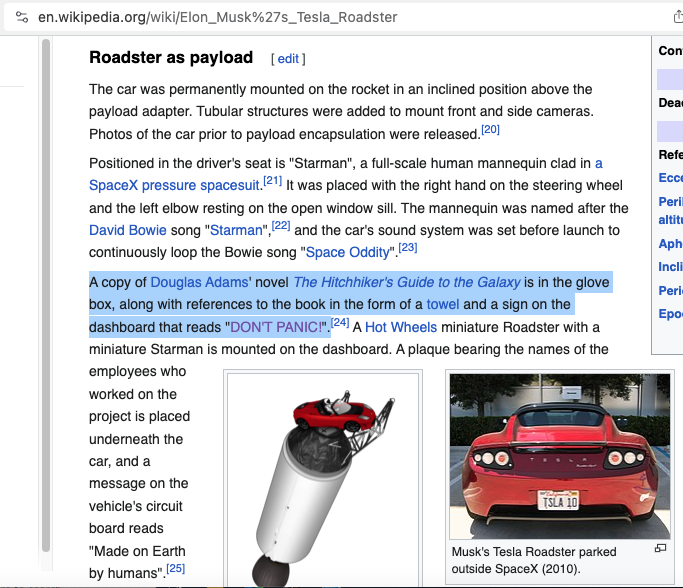 en.wikipedia.org/wiki/Elon_Musk%27s_Tesla_Roadster
Roadster as payload [ edit ]
The car was permanently mounted on the rocket in an inclined position above the
payload adapter. Tubular structures were added to mount front and side cameras.
Photos of the car prior to payload encapsulation were released.[20]
Positioned in the driver's seat is "Starman", a full-scale human mannequin clad in a
SpaceX pressure spacesuit.[21] It was placed with the right hand on the steering wheel
and the left elbow resting on the open window sill. The mannequin was named after the
David Bowie song "Starman",[22] and the car's sound system was set before launch to
continuously loop the Bowie song "Space Oddity".[23]
A copy of Douglas Adams' novel The Hitchhiker's Guide to the Galaxy is in the glove
box, along with references to the book in the form of a towel and a sign on the
dashboard that reads "DON'T PANIC!".[24] A Hot Wheels miniature Roadster with a
miniature Starman is mounted on the dashboard. A plaque bearing the names of the
employees who
worked on the
project is placed
underneath the
car, and a
message on the
vehicle's circuit
board reads
"Made on Earth
by humans".[25]
TESLA
TSLA 10
Musk's Tesla Roadster parked
outside SpaceX (2010).
Con
Dea
Refe
Ecce
Peri
altit
Aph
Incli
Peri
Epo